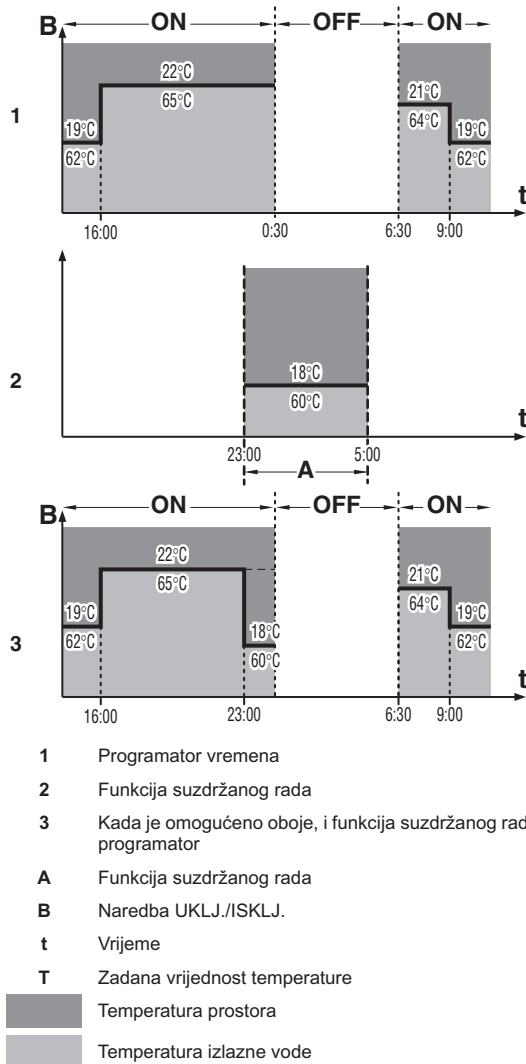 B ON OFF ON
22°C
65°C
21°C
64°C
19°C
62°C
19°C
62°C
1
t
16:00 0:30 6:30 9:00
18°C
60°C
2
t
23:00 5:00
A
B ON OFF ON
22°C
65°C
21°C
64°C
19°C
62°C
18°C
60°C
19°C
62°C
3
t
16:00 23:00 6:30 9:00
1 Programator vremena
2 Funkcija suzdržanog rada
3 Kada je omogućeno oboje, i funkcija suzdržanog rad
programator
A Funkcija suzdržanog rada
B Naredba UKLJ./ISKLJ.
t Vrijeme
T Zadana vrijednost temperature
Temperatura prostora
Temperatura izlazne vode